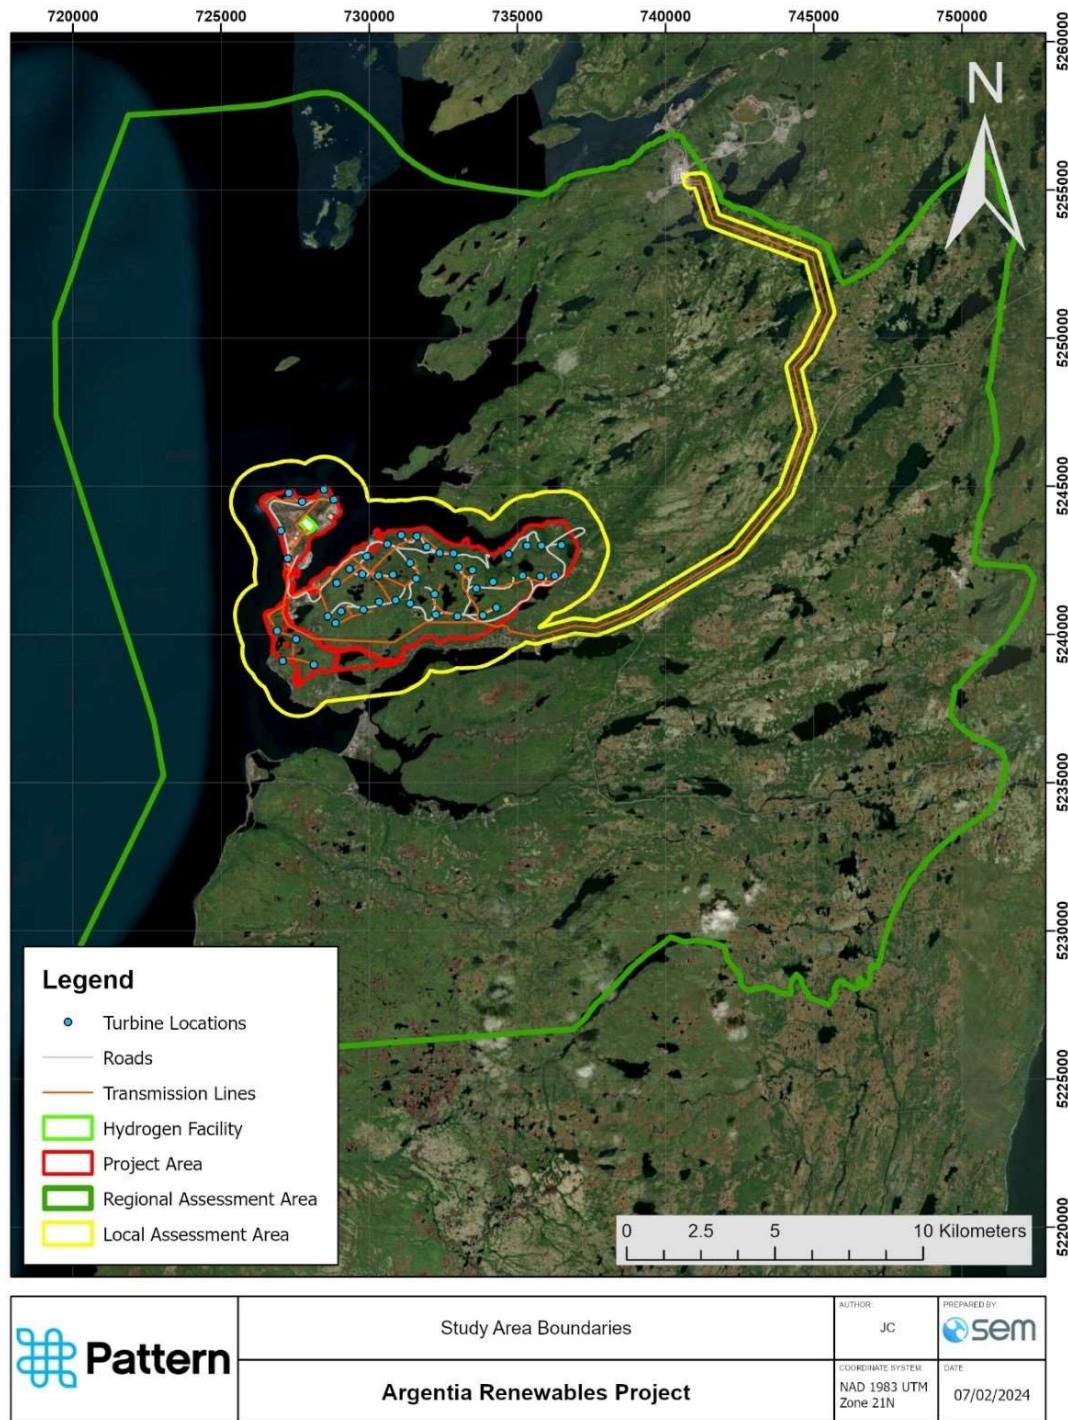 720000 725000 730000 735000 740000 745000 750000
5260000
N
5255000
5250000
5245000
5240000
5235000
5230000
5225000
5220000
Legend
Turbine Locations
Roads
Transmission Lines
Hydrogen Facility
Project Area
Regional Assessment Area
Local Assessment Area
0 2.5 5 10 Kilometers
Pattern
Study Area Boundaries
Argentia Renewables Project
AUTHOR:
JC
PREPARED BY:
sem
COORDINATE SYSTEM
NAD 1983 UTM
Zone 21N
DATE
07/02/2024